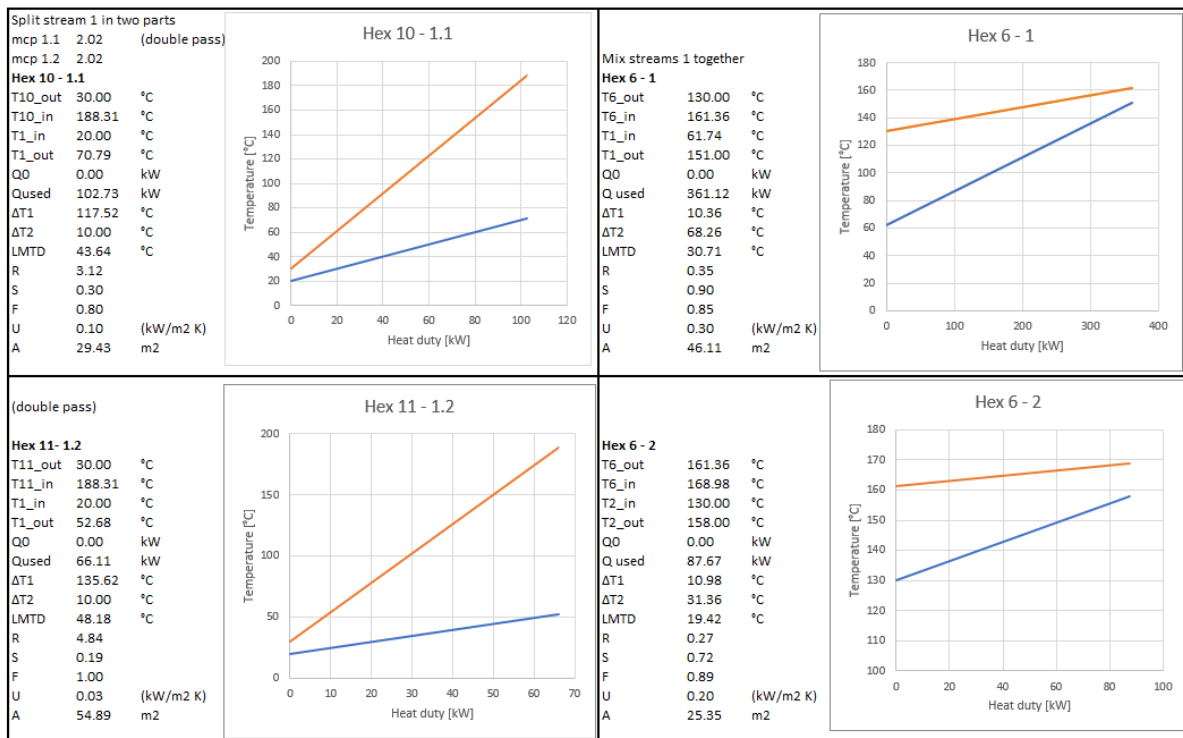 Split stream 1 in two parts
mcp 1.1 2.02 (double pass)
mcp 1.2 2.02
Hex 10 - 1.1
T10_out 30.00 °C
T10_in 188.31 °C
T1_in 20.00 °C
T1_out 70.79 °C
Q0 0.00 kW
Qused 102.73 kW
ΔT1 117.52 °C
ΔT2 10.00 °C
LMTD 43.64 °C
R 3.12
S 0.30
F 0.80
U 0.10 (kW/m2 K)
A 29.43 m2
Hex 10 - 1.1
Temperature [°C]
200
180
160
140
120
100
80
60
40
20
0
0 20 40 60 80 100 120
Heat duty [kW]
Mix streams 1 together
Hex 6 - 1
T6_out 130.00 °C
T6_in 161.36 °C
T1_in 61.74 °C
T1_out 151.00 °C
Q0 0.00 kW
Q used 361.12 kW
ΔT1 10.36 °C
ΔT2 68.26 °C
LMTD 30.71 °C
R 0.35
S 0.90
F 0.85
U 0.30 (kW/m2 K)
A 46.11 m2
Hex 6 - 1
Temperature [°C]
180
160
140
120
100
80
60
40
20
0
0 100 200 300 400
Heat duty [kW]
(double pass)
Hex 11- 1.2
T11_out 30.00 °C
T11_in 188.31 °C
T1_in 20.00 °C
T1_out 52.68 °C
Q0 0.00 kW
Qused 66.11 kW
ΔT1 135.62 °C
ΔT2 10.00 °C
LMTD 48.18 °C
R 4.84
S 0.19
F 1.00
U 0.03 (kW/m2 K)
A 54.89 m2
Hex 11 - 1.2
Temperature [°C]
200
150
100
50
0
0 10 20 30 40 50 60 70
Heat duty [kW]
Hex 6 - 2
T6_out 161.36 °C
T6_in 168.98 °C
T2_in 130.00 °C
T2_out 158.00 °C
Q0 0.00 kW
Q used 87.67 kW
ΔT1 10.98 °C
ΔT2 31.36 °C
LMTD 19.42 °C
R 0.27
S 0.72
F 0.89
U 0.20 (kW/m2 K)
A 25.35 m2
Hex 6 - 2
Temperature [°C]
180
170
160
150
140
130
120
110
100
0 20 40 60 80 100
Heat duty [kW]